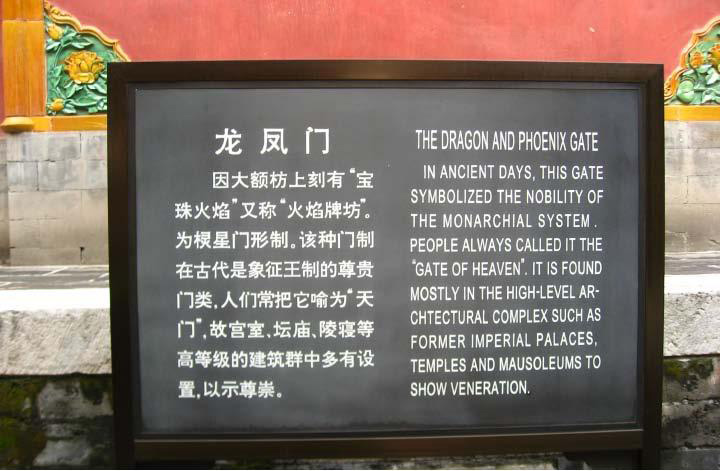 龙凤门
因大额枋上刻有“宝
珠火焰”又称“火焰牌坊”。
为棂星门形制。该种门制
在古代是象征王制的尊贵
门类,人们常把它喻为“天
门”,故宫室、坛庙、陵寝等
高等级的建筑群中多有设
置,以示尊崇。
THE DRAGON AND PHOENIX GATE
IN ANCIENT DAYS, THIS GATE
SYMBOLIZED THE NOBILITY OF
THE MONARCHIAL SYSTEM.
PEOPLE ALWAYS CALLED IT THE
“GATE OF HEAVEN”. IT IS FOUND
MOSTLY IN THE HIGH-LEVEL AR-
CHTECTURAL COMPLEX SUCH AS
FORMER IMPERIAL PALACES,
TEMPLES AND MAUSOLEUMS TO
SHOW VENERATION.